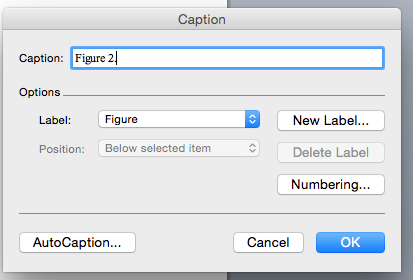 Caption
Caption: Figure 2.
Options
Label: Figure New Label...
Position: Below selected item Delete Label
Numbering...
AutoCaption... Cancel OK